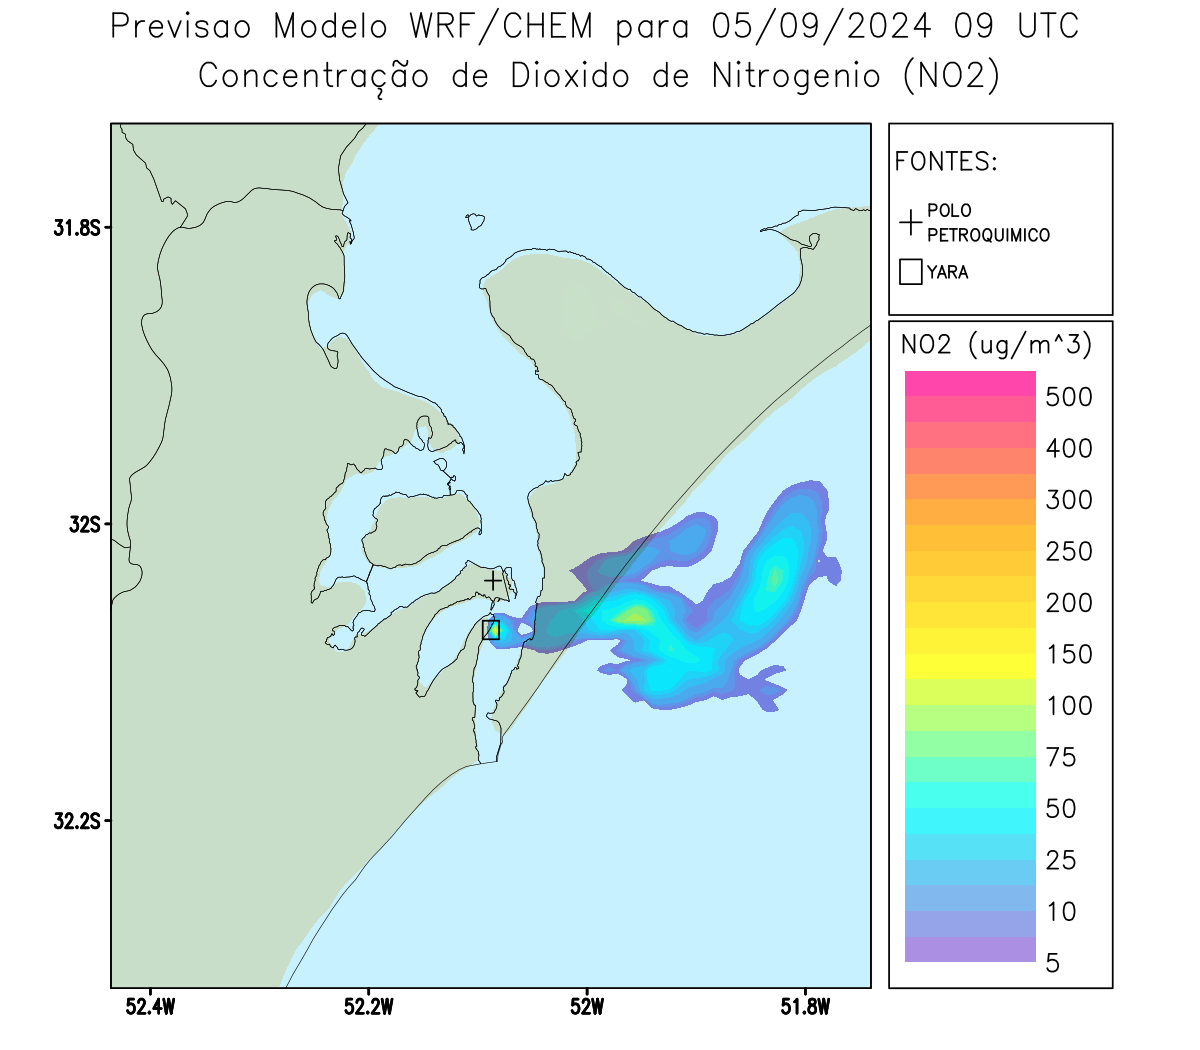 Previsao Modelo WRF/CHEM para 05/09/2024 09 UTC
Concentração de Dioxido de Nitrogenio (NO2)
FONTES:
POLO
PETROQUIMICO
YARA
NO2 (ug/m^3)
500
400
300
250
200
150
100
75
50
25
10
5
31.8S
32S
32.2S
52.4W
52.2W
52W
51.8W